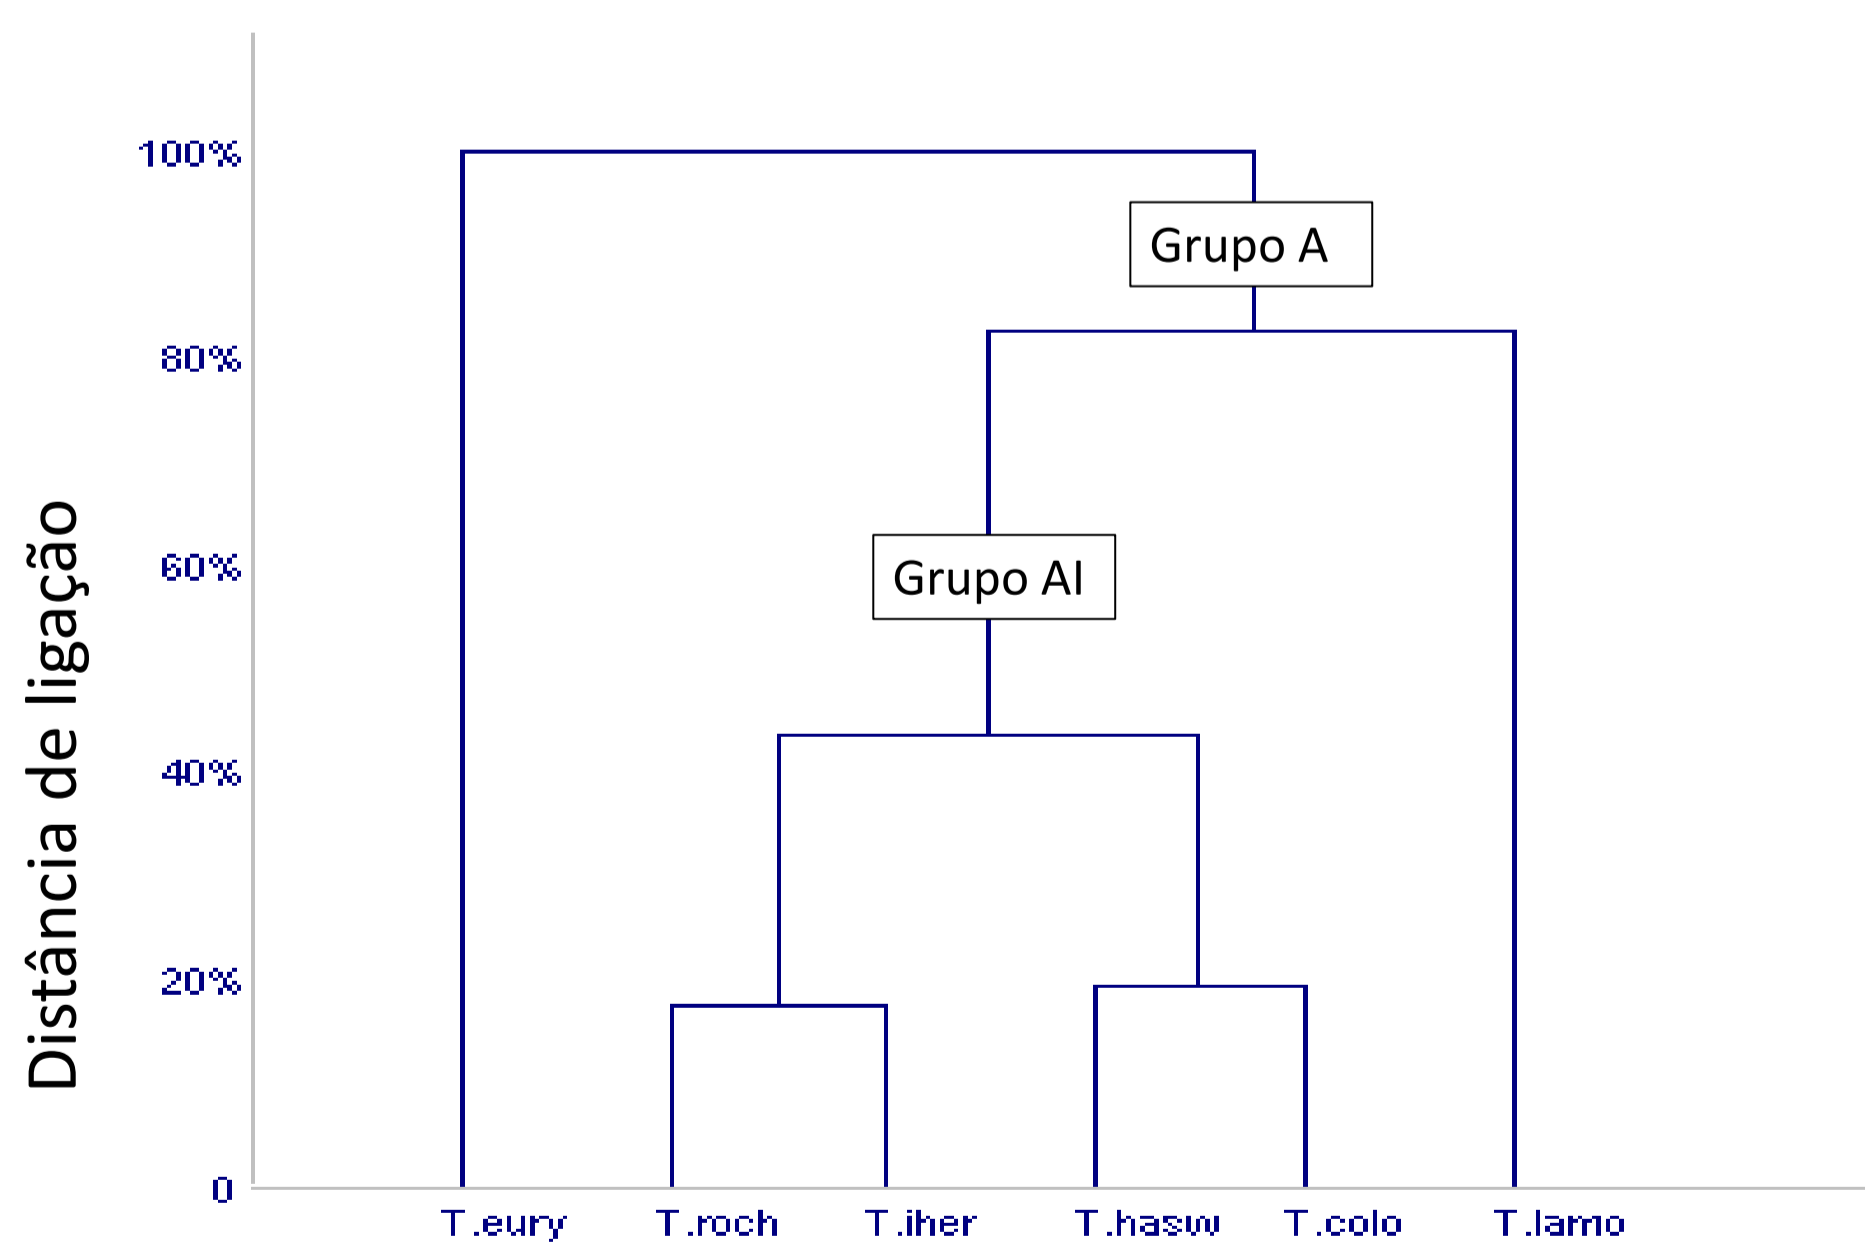 100%
Grupo A
80%
Grupo AI
60%
Distância de ligação
40%
20%
0
T.eury T.roch T.iher T.hasw T.colo T.lamo